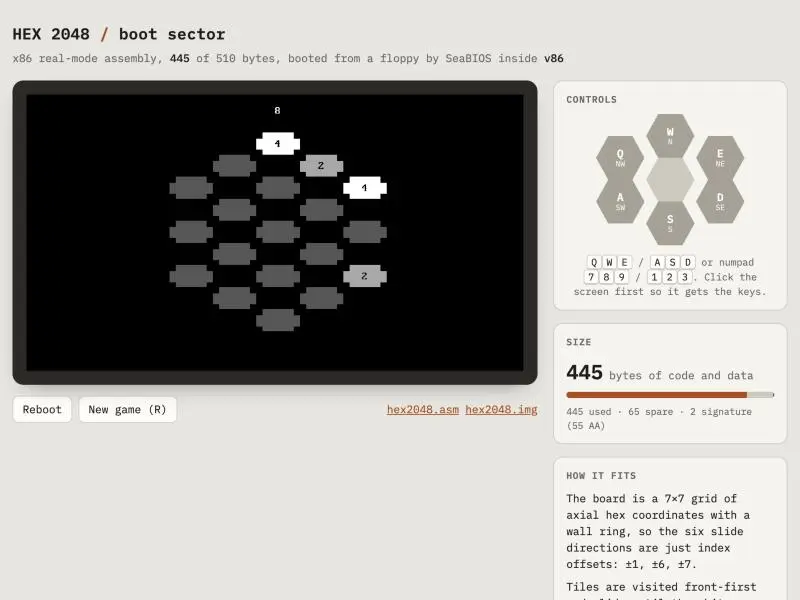 HEX 2048 / boot sector
x86 real-mode assembly, 445 of 510 bytes, booted from a floppy by SeaBIOS inside v86
8
4
2
4
2
Reboot
New game (R)
hex2048.asm hex2048.img
CONTROLS
W
N
Q
NW
E
NE
A
SW
D
SE
S
S
Q W E / A S D or numpad
7 8 9 / 1 2 3. Click the
screen first so it gets the keys.
SIZE
445 bytes of code and data
445 used · 65 spare · 2 signature
(55 AA)
HOW IT FITS
The board is a 7×7 grid of
axial hex coordinates with a
wall ring, so the six slide
directions are just index
offsets: ±1, ±6, ±7.
Tiles are visited front-first